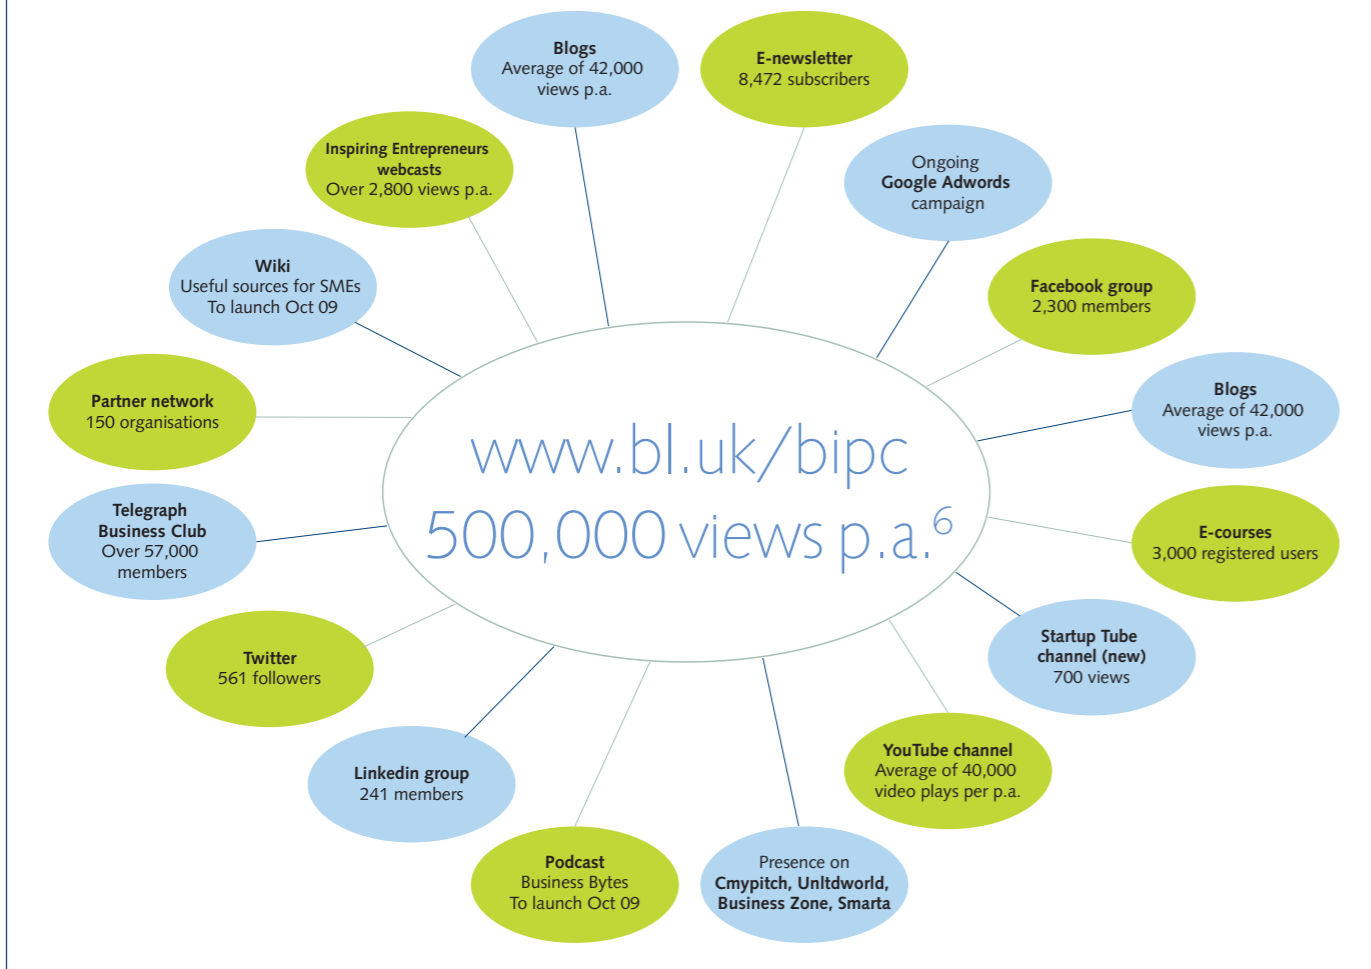 Blogs
Average of 42,000
views p.a.
E-newsletter
8,472 subscribers
Ongoing
Google Adwords
campaign
Facebook group
2,300 members
Blogs
Average of 42,000
views p.a.
E-courses
3,000 registered users
Startup Tube
channel (new)
700 views
YouTube channel
Average of 40,000
video plays per p.a.
Presence on
Cmypitch, Unltdworld,
Business Zone, Smarta
Podcast
Business Bytes
To launch Oct 09
Linkedin group
241 members
Twitter
561 followers
Telegraph
Business Club
Over 57,000
members
Partner network
150 organisations
Wiki
Useful sources for SMEs
To launch Oct 09
Inspiring Entrepreneurs
webcasts
Over 2,800 views p.a.
www.bl.uk/bipc
500,000 views p.a.6